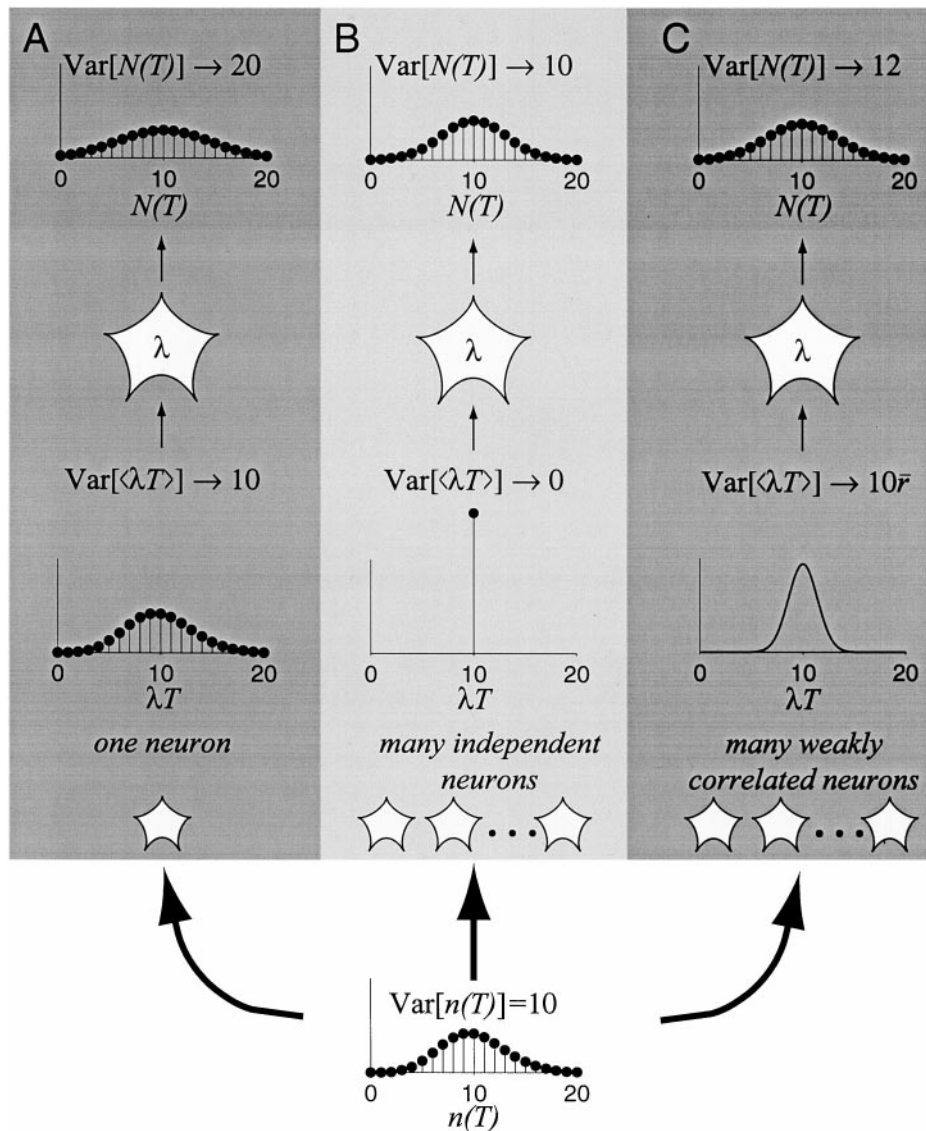 A
Var[N(T)] → 20
0 10 20
N(T)
λ
Var[⟨λT⟩] → 10
0 10 20
λT
one neuron
B
Var[N(T)] → 10
0 10 20
N(T)
λ
Var[⟨λT⟩] → 0
0 10 20
λT
many independent
neurons
C
Var[N(T)] → 12
0 10 20
N(T)
λ
Var[⟨λT⟩] → 10r̄
0 10 20
λT
many weakly
correlated neurons
Var[n(T)]=10
0 10 20
n(T)